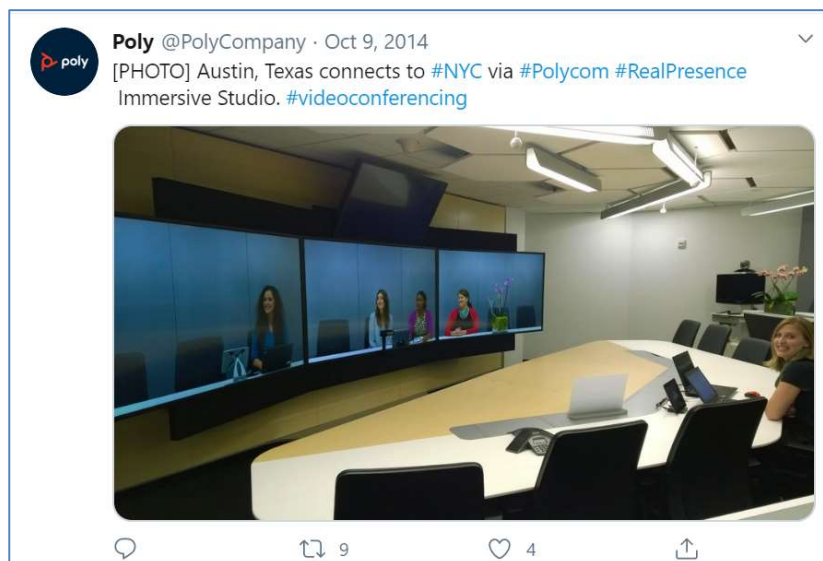 poly
Poly @PolyCompany · Oct 9, 2014
[PHOTO] Austin, Texas connects to #NYC via #Polycom #RealPresence
Immersive Studio. #videoconferencing
9
4